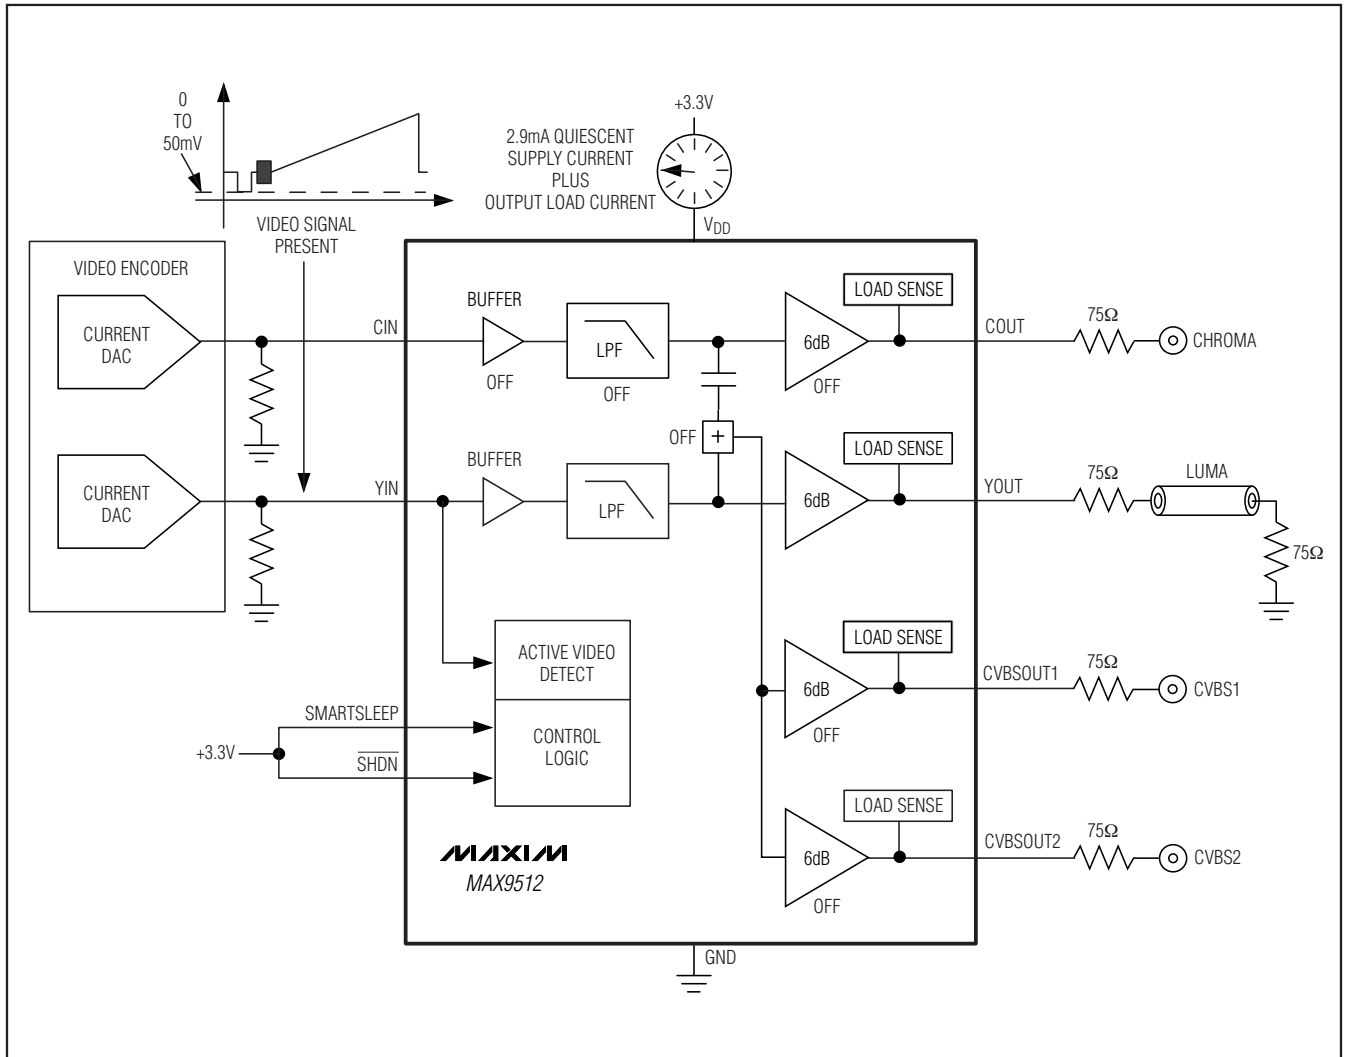 0
TO
50mV
+3.3V
2.9mA QUIESCENT
SUPPLY CURRENT
PLUS
OUTPUT LOAD CURRENT
VDD
VIDEO SIGNAL
PRESENT
VIDEO ENCODER
CURRENT
DAC
CIN
BUFFER
OFF
LPF
OFF
6dB
OFF
LOAD SENSE
COUT
75Ω
CHROMA
OFF
+
CURRENT
DAC
YIN
BUFFER
LPF
6dB
LOAD SENSE
YOUT
75Ω
LUMA
75Ω
ACTIVE VIDEO
DETECT
CONTROL
LOGIC
SMARTSLEEP
+3.3V
SHDN
6dB
OFF
LOAD SENSE
CVBSOUT1
75Ω
CVBS1
6dB
OFF
LOAD SENSE
CVBSOUT2
75Ω
CVBS2
MAXIM
MAX9512
GND